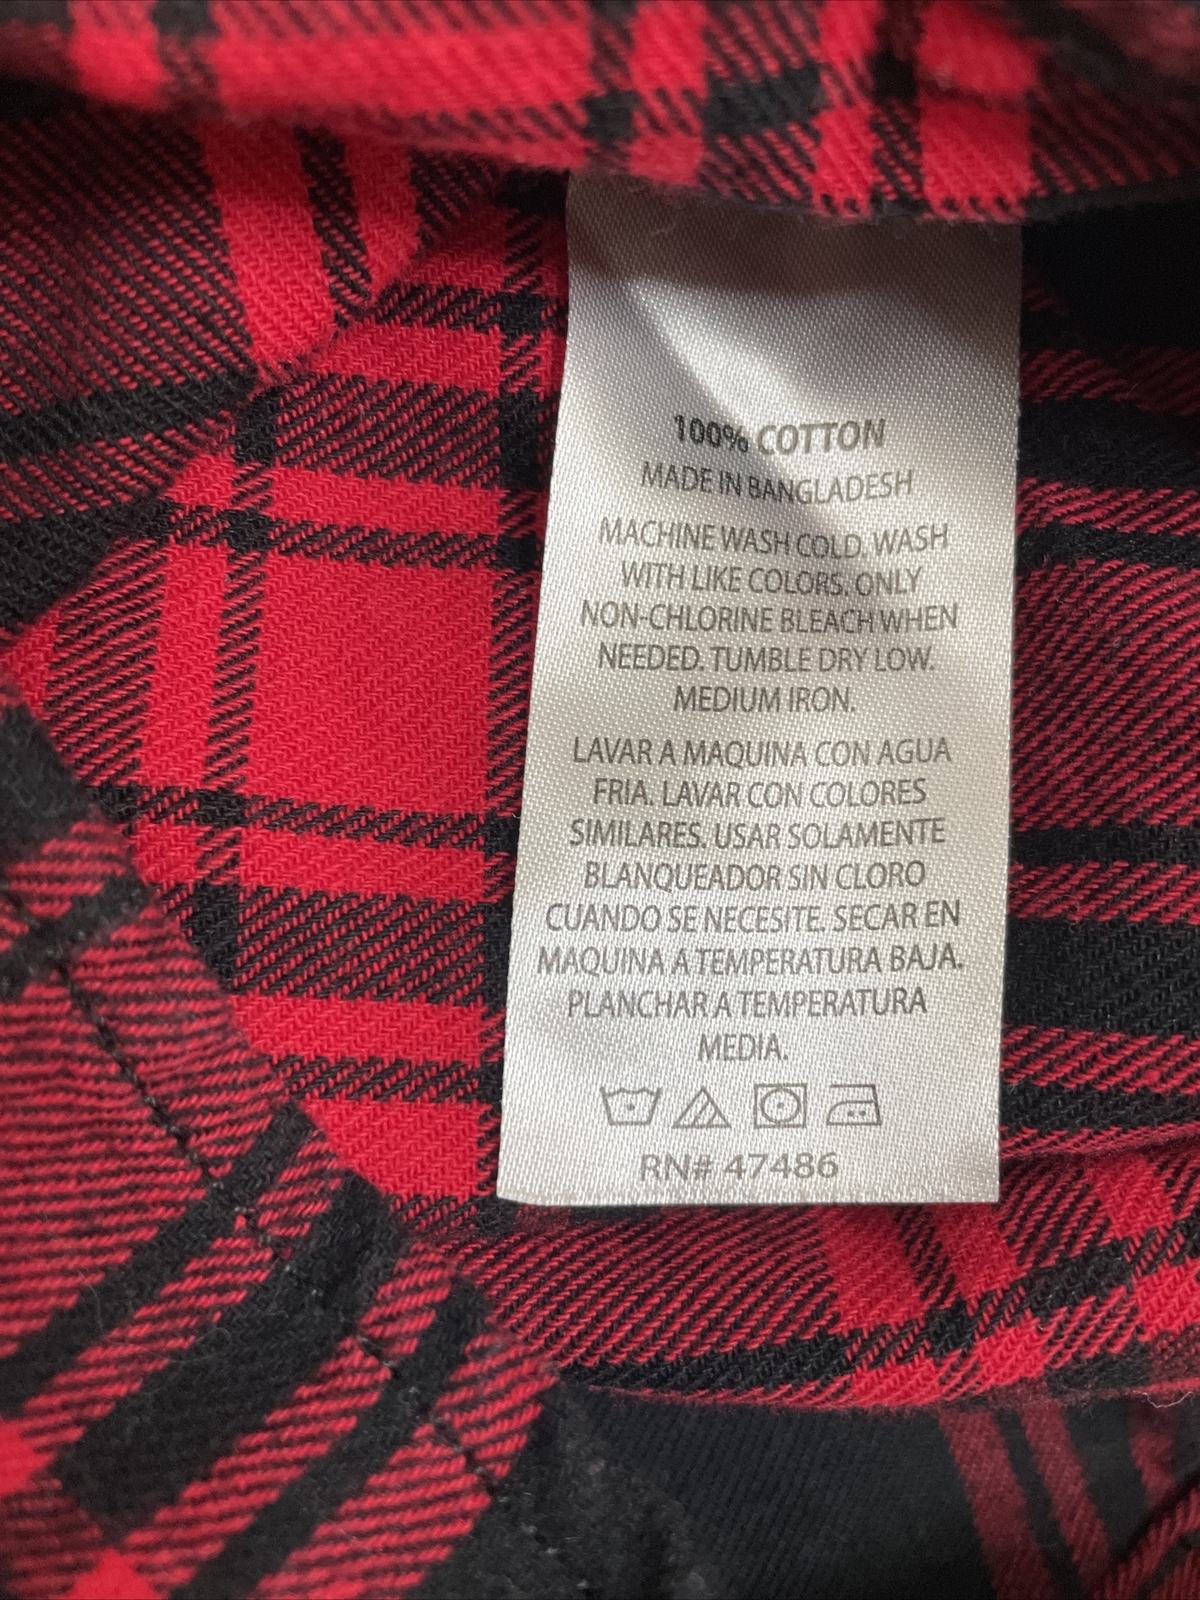 100% COTTON
MADE IN BANGLADESH
MACHINE WASH COLD. WASH
WITH LIKE COLORS. ONLY
NON-CHLORINE BLEACH WHEN
NEEDED. TUMBLE DRY LOW.
MEDIUM IRON.
LAVAR A MAQUINA CON AGUA
FRIA. LAVAR CON COLORES
SIMILARES. USAR SOLAMENTE
BLANQUEADOR SIN CLORO
CUANDO SE NECESITE. SECAR EN
MAQUINA A TEMPERATURA BAJA.
PLANCHAR A TEMPERATURA
MEDIA.
RN# 47486